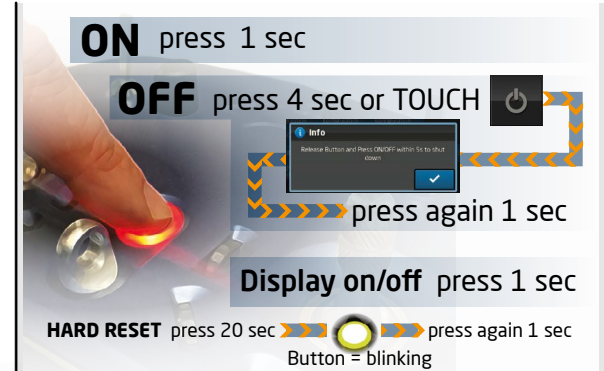 ON press 1 sec
OFF press 4 sec or TOUCH
Info
Release Button and Press ON/OFF within 5s to shut
down
press again 1 sec
Display on/off press 1 sec
HARD RESET press 20 sec press again 1 sec
Button = blinking